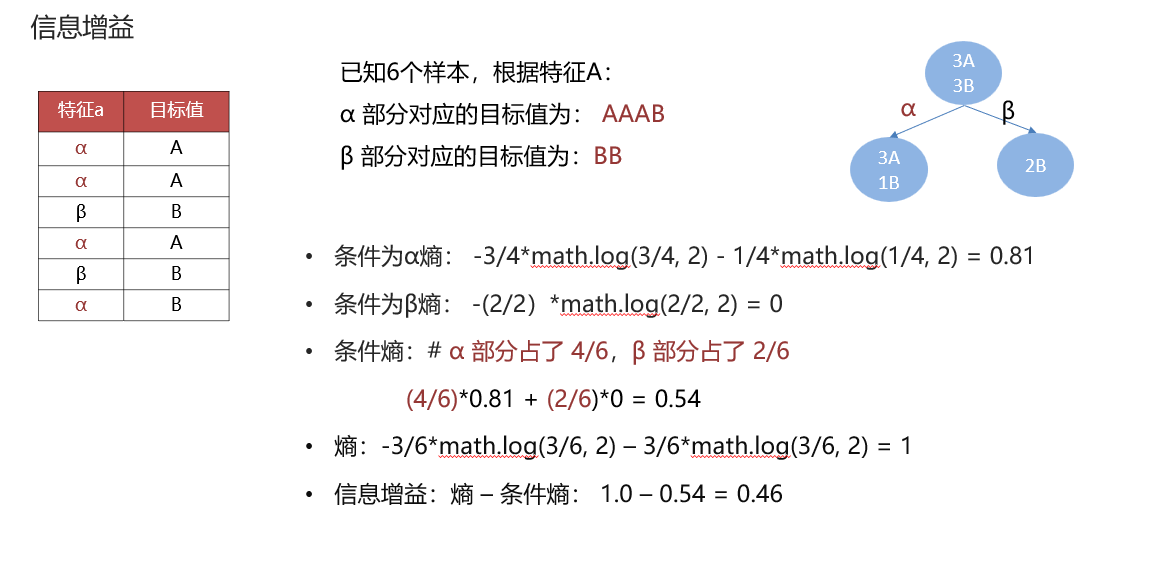 信息增益
特征a 目标值
α A
α A
β B
α A
β B
α B
已知6个样本，根据特征A：
α 部分对应的目标值为： AAAB
β 部分对应的目标值为：BB
3A
3B
α
β
3A
1B
2B
• 条件为α熵： -3/4*math.log(3/4, 2) - 1/4*math.log(1/4, 2) = 0.81
• 条件为β熵： -(2/2）*math.log(2/2, 2) = 0
• 条件熵：# α 部分占了 4/6，β 部分占了 2/6
(4/6)*0.81 + (2/6)*0 = 0.54
• 熵：-3/6*math.log(3/6, 2) – 3/6*math.log(3/6, 2) = 1
• 信息增益：熵 – 条件熵： 1.0 – 0.54 = 0.46